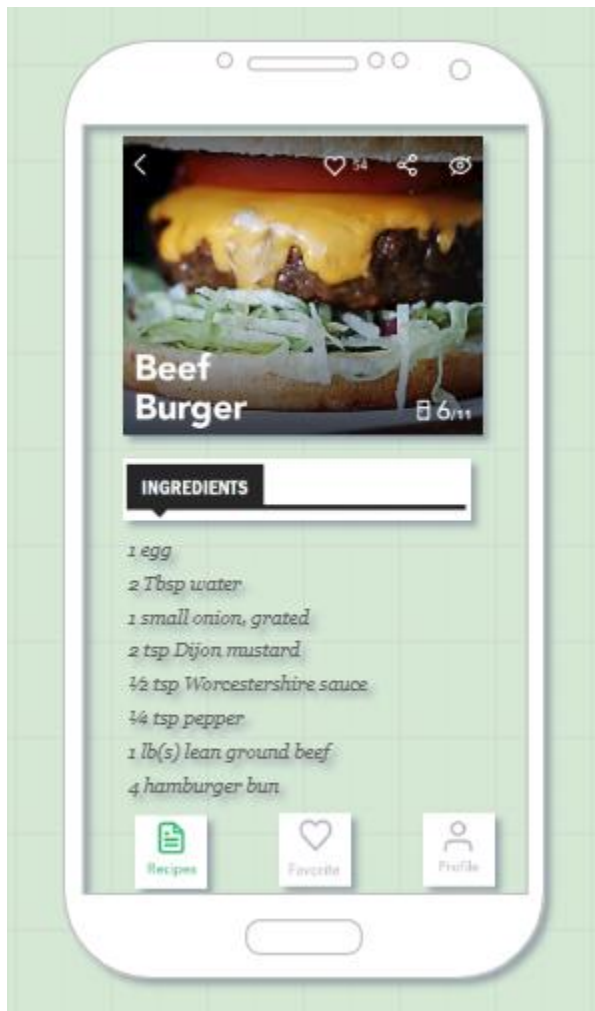 54
Beef
Burger
6/11
INGREDIENTS
1 egg
2 Tbsp water
1 small onion, grated
2 tsp Dijon mustard
½ tsp Worcestershire sauce
¼ tsp pepper
1 lb(s) lean ground beef
4 hamburger bun
Recipes Favorite Profile